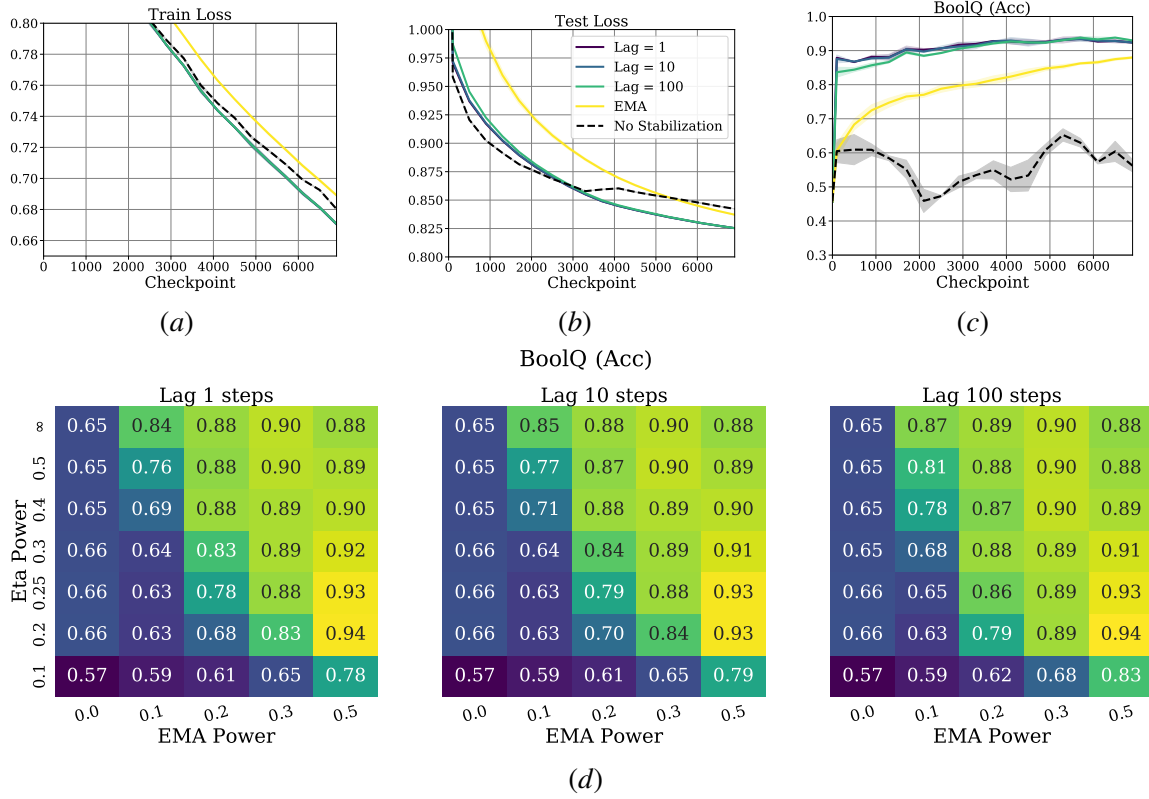 Train Loss
0.80
0.78
0.76
0.74
0.72
0.70
0.68
0.66
0 1000 2000 3000 4000 5000 6000
Checkpoint
(a)
Test Loss
1.000
0.975
0.950
0.925
0.900
0.875
0.850
0.825
0.800
Lag = 1
Lag = 10
Lag = 100
EMA
No Stabilization
0 1000 2000 3000 4000 5000 6000
Checkpoint
(b)
BoolQ (Acc)
1.0
0.9
0.8
0.7
0.6
0.5
0.4
0.3
0 1000 2000 3000 4000 5000 6000
Checkpoint
(c)
BoolQ (Acc)
Lag 1 steps
Eta Power
∞ 0.65 0.84 0.88 0.90 0.88
0.5 0.65 0.76 0.88 0.90 0.89
0.4 0.65 0.69 0.88 0.89 0.90
0.3 0.66 0.64 0.83 0.89 0.92
0.25 0.66 0.63 0.78 0.88 0.93
0.2 0.66 0.63 0.68 0.83 0.94
0.1 0.57 0.59 0.61 0.65 0.78
0.0 0.1 0.2 0.3 0.5
EMA Power
Lag 10 steps
0.65 0.85 0.88 0.90 0.88
0.65 0.77 0.87 0.90 0.89
0.65 0.71 0.88 0.89 0.90
0.66 0.64 0.84 0.89 0.91
0.66 0.63 0.79 0.88 0.93
0.66 0.63 0.70 0.84 0.93
0.57 0.59 0.61 0.65 0.79
0.0 0.1 0.2 0.3 0.5
EMA Power
Lag 100 steps
0.65 0.87 0.89 0.90 0.88
0.65 0.81 0.88 0.90 0.88
0.65 0.78 0.87 0.90 0.89
0.65 0.68 0.88 0.89 0.91
0.66 0.65 0.86 0.89 0.93
0.66 0.63 0.79 0.89 0.94
0.57 0.59 0.62 0.68 0.83
0.0 0.1 0.2 0.3 0.5
EMA Power
(d)